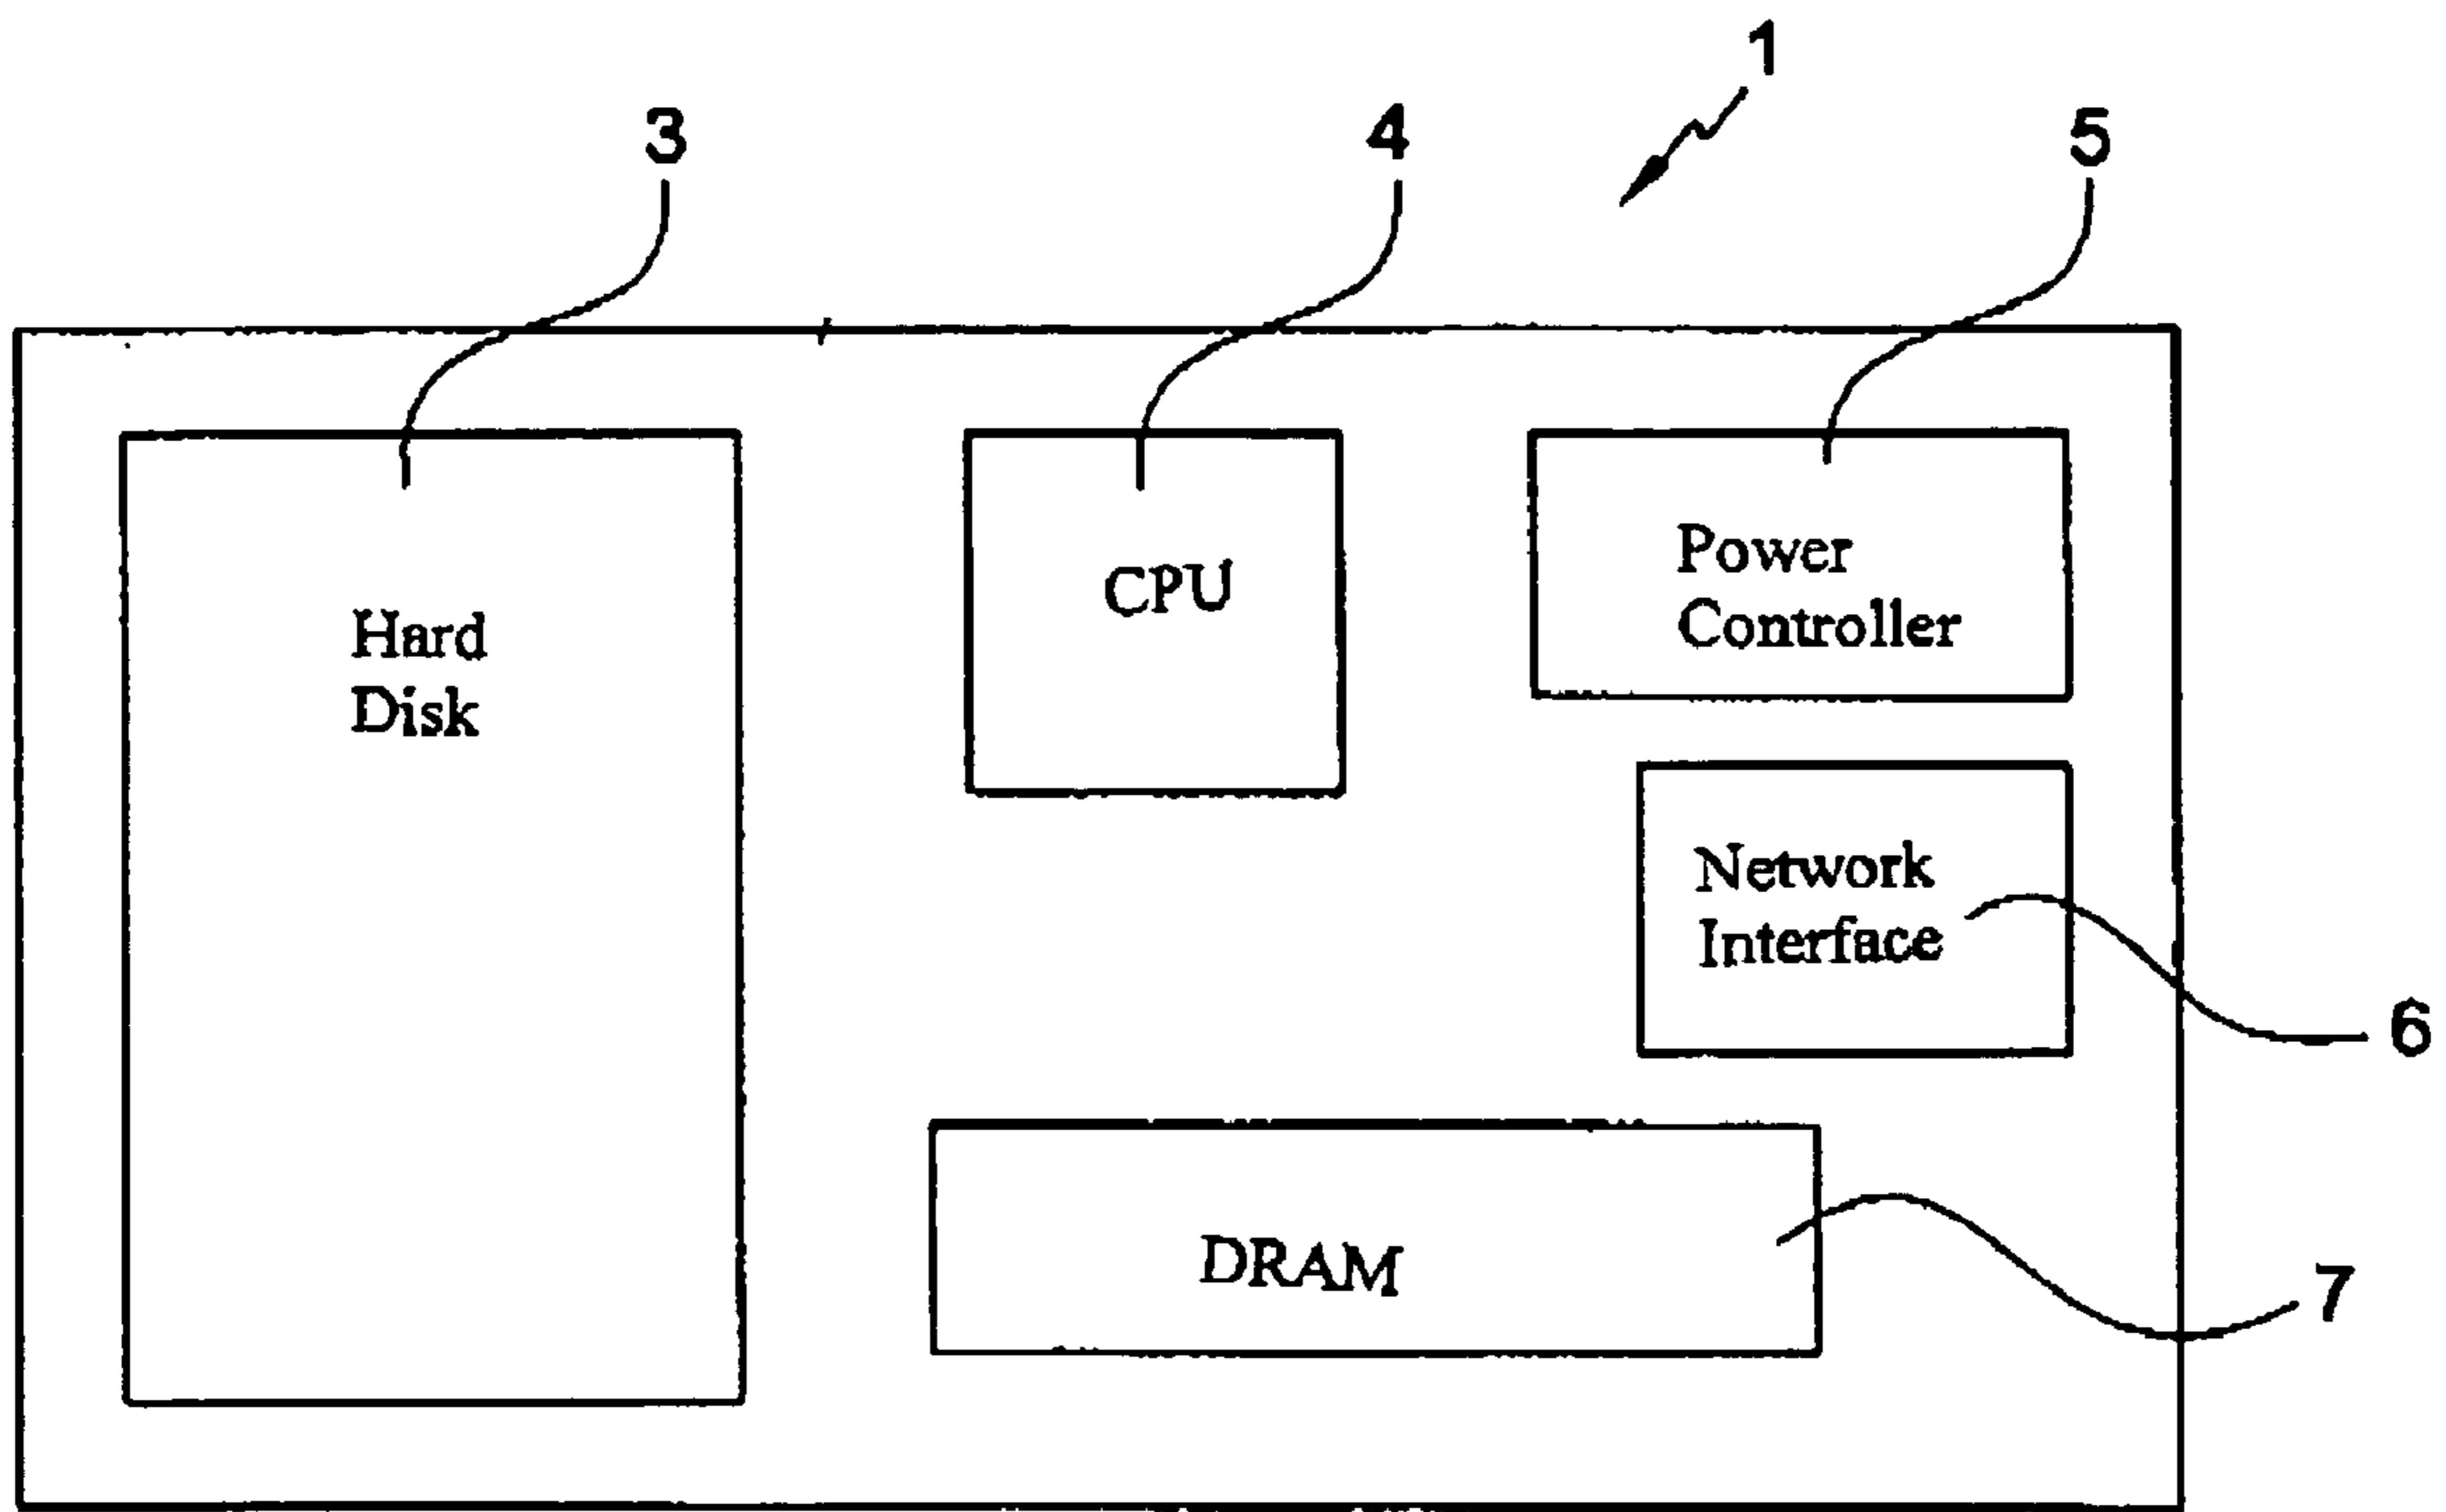 1
3
4
5
Hard
Disk
CPU
Power
Controller
Network
Interface
6
DRAM
7